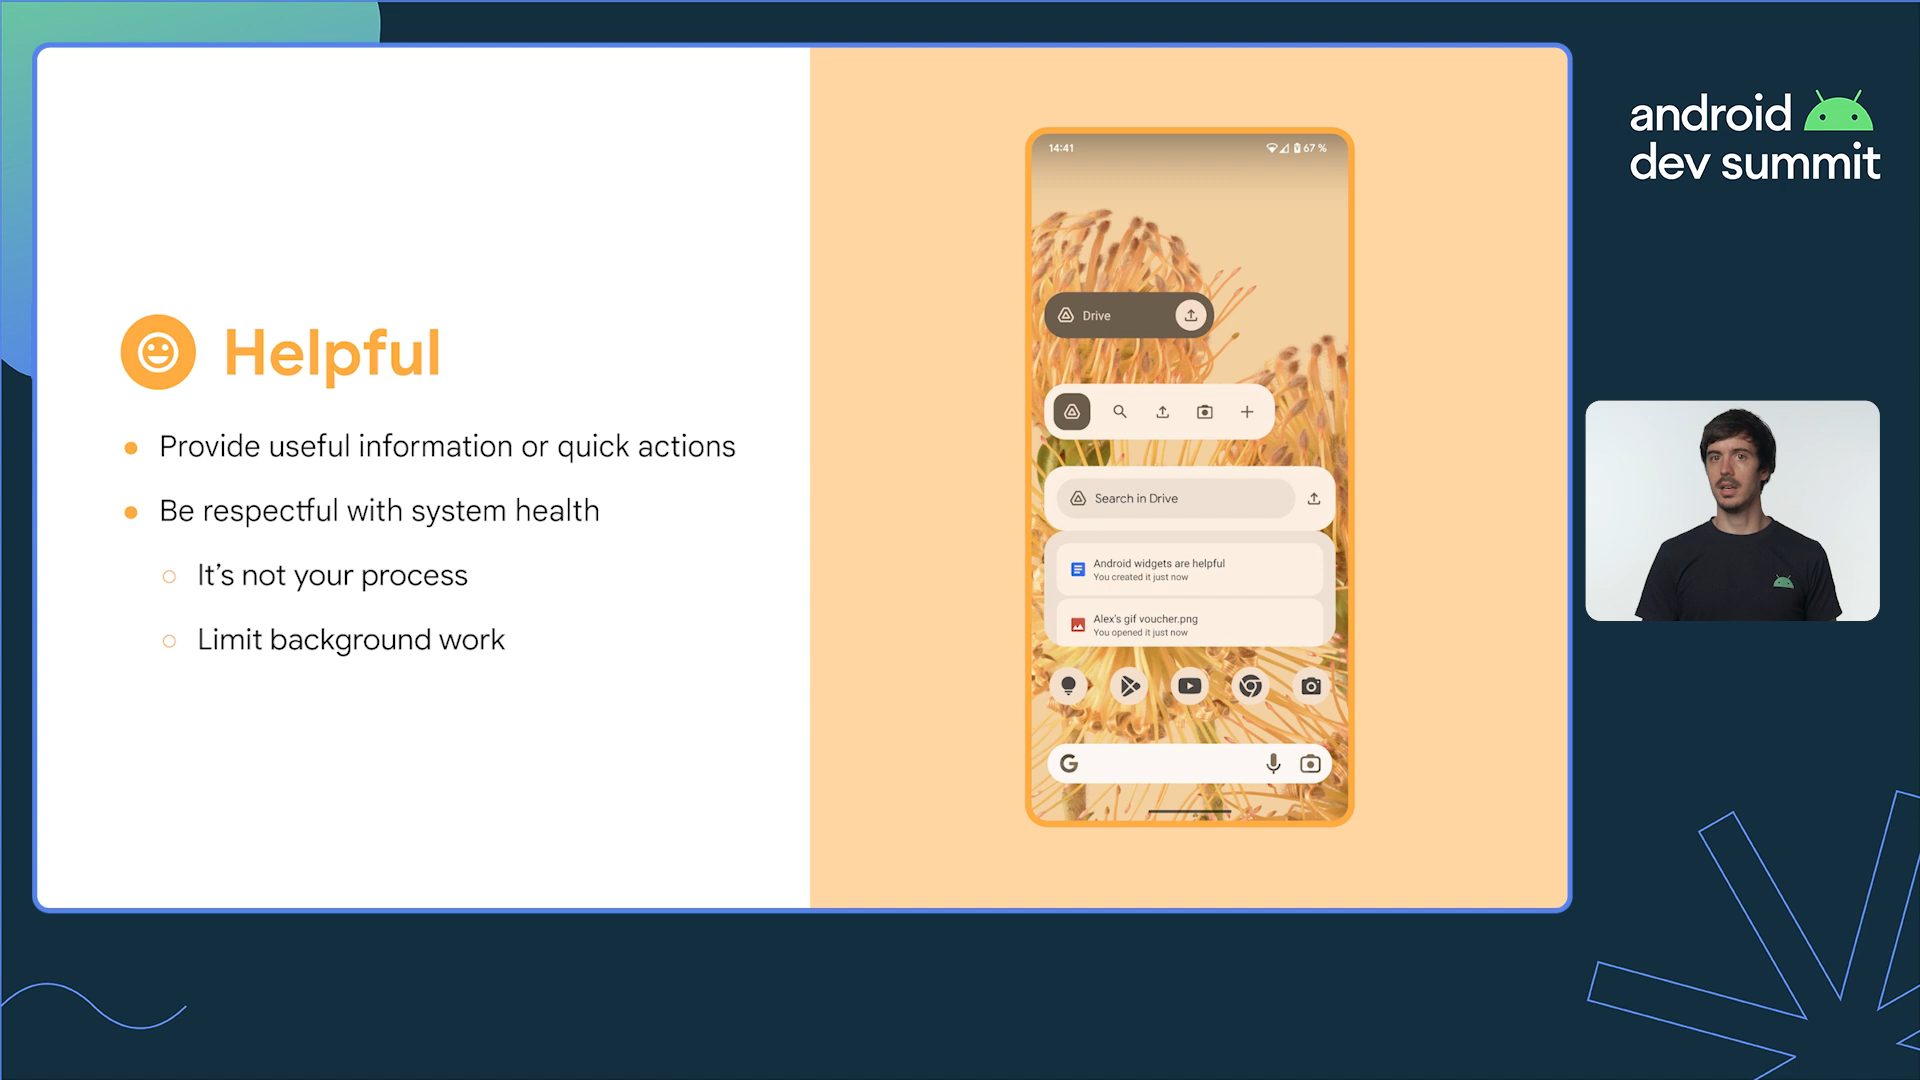 android
dev summit
Helpful
Provide useful information or quick actions
Be respectful with system health
It's not your process
Limit background work
14:41
67 %
Drive
Search in Drive
Android widgets are helpful
You created it just now
Alex's gif voucher.png
You opened it just now
G